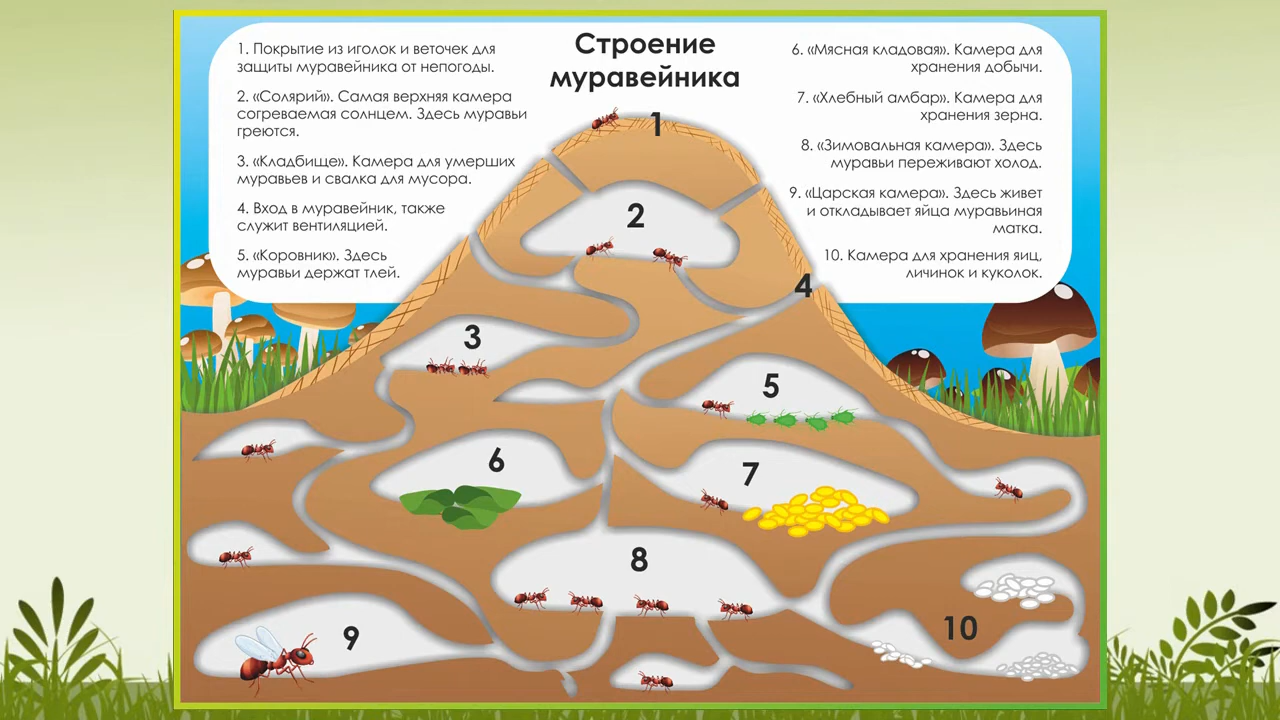 Строение
муравейника
1. Покрытие из иголок и веточек для
защиты муравейника от непогоды.
2. «Солярий». Самая верхняя камера
согреваемая солнцем. Здесь муравьи
греются.
3. «Кладбище». Камера для умерших
муравьев и свалка для мусора.
4. Вход в муравейник, также
служит вентиляцией.
5. «Коровник». Здесь
муравьи держат тлей.
6. «Мясная кладовая». Камера для
хранения добычи.
7. «Хлебный амбар». Камера для
хранения зерна.
8. «Зимовальная камера». Здесь
муравьи переживают холод.
9. «Царская камера». Здесь живет
и откладывает яйца муравьиная
матка.
10. Камера для хранения яиц,
личинок и куколок.
1
2
4
3
5
6
7
8
9
10